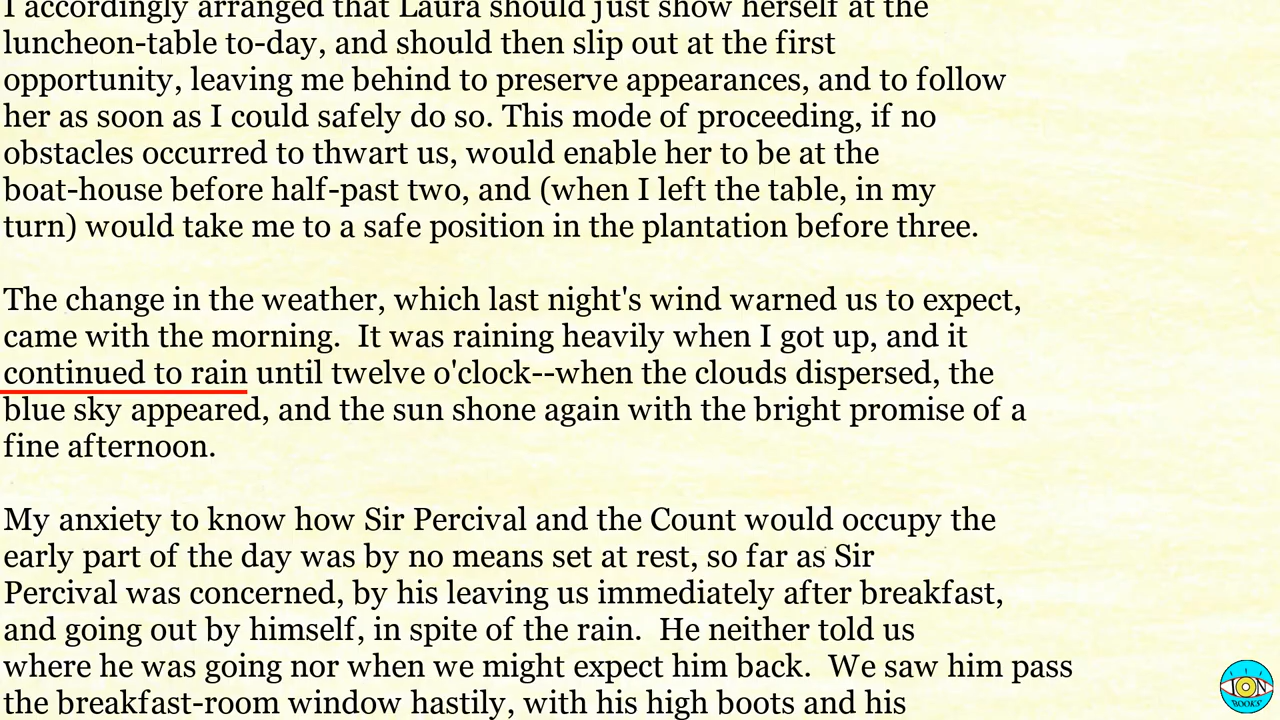 I accordingly arranged that Laura should just show herself at the
luncheon-table to-day, and should then slip out at the first
opportunity, leaving me behind to preserve appearances, and to follow
her as soon as I could safely do so. This mode of proceeding, if no
obstacles occurred to thwart us, would enable her to be at the
boat-house before half-past two, and (when I left the table, in my
turn) would take me to a safe position in the plantation before three.
The change in the weather, which last night's wind warned us to expect,
came with the morning.  It was raining heavily when I got up, and it
continued to rain until twelve o'clock--when the clouds dispersed, the
blue sky appeared, and the sun shone again with the bright promise of a
fine afternoon.
My anxiety to know how Sir Percival and the Count would occupy the
early part of the day was by no means set at rest, so far as Sir
Percival was concerned, by his leaving us immediately after breakfast,
and going out by himself, in spite of the rain.  He neither told us
where he was going nor when we might expect him back.  We saw him pass
the breakfast-room window hastily, with his high boots and his
ION
BOOKS